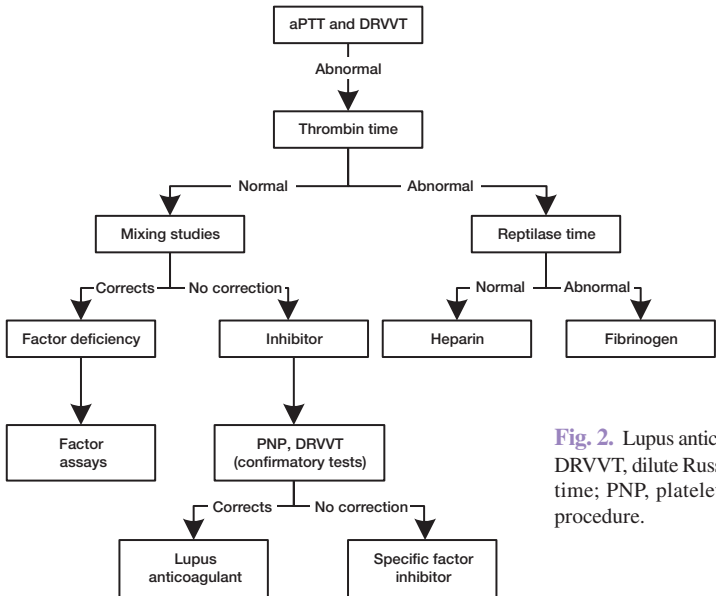 aPTT and DRVVT
Abnormal
Thrombin time
Normal
Abnormal
Mixing studies
Reptilase time
Corrects
No correction
Normal
Abnormal
Factor deficiency
Inhibitor
Heparin
Fibrinogen
Factor
assays
PNP, DRVVT
(confirmatory tests)
Corrects
No correction
Lupus
anticoagulant
Specific factor
inhibitor
Fig. 2. Lupus antic
DRVVT, dilute Russ
time; PNP, platele
procedure.